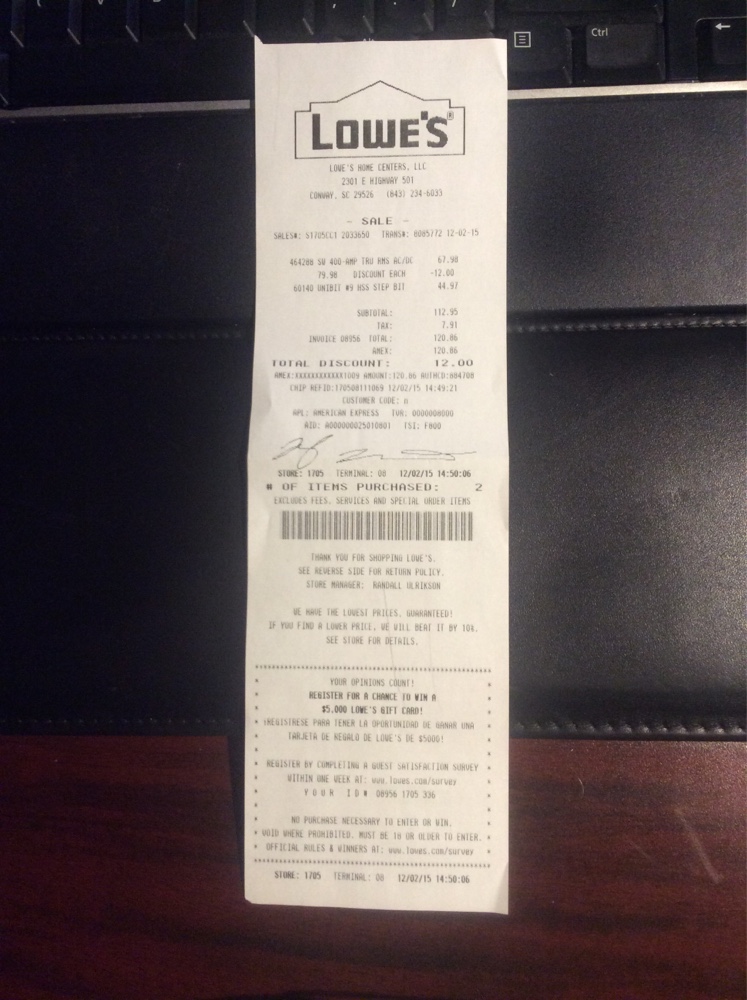 Ctrl
LOWE'S®
LOWE'S HOME CENTERS, LLC
2301 E HIGHWAY 501
CONWAY, SC 29526 (843) 234-6033
- SALE -
SALES#: S1705CC1 2033650 TRANS#: 8085772 12-02-15
464288 SW 400-AMP TRU RMS AC/DC 67.98
79.98 DISCOUNT EACH -12.00
60140 UNIBIT #9 HSS STEP BIT 44.97
SUBTOTAL: 112.95
TAX: 7.91
INVOICE 08956 TOTAL: 120.86
AMEX: 120.86
TOTAL DISCOUNT: 12.00
AMEX:XXXXXXXXXXXX1009 AMOUNT:120.86 AUTHCD:884708
CHIP REFID:170508111069 12/02/15 14:49:21
CUSTOMER CODE: n
APL: AMERICAN EXPRESS TVR: 0000008000
AID: A000000025010801 TSI: F800
STORE: 1705 TERMINAL: 08 12/02/15 14:50:06
# OF ITEMS PURCHASED: 2
EXCLUDES FEES, SERVICES AND SPECIAL ORDER ITEMS
THANK YOU FOR SHOPPING LOWE'S.
SEE REVERSE SIDE FOR RETURN POLICY.
STORE MANAGER: RANDALL ULRIKSON
WE HAVE THE LOWEST PRICES, GUARANTEED!
IF YOU FIND A LOWER PRICE, WE WILL BEAT IT BY 10%.
SEE STORE FOR DETAILS.
YOUR OPINIONS COUNT!
REGISTER FOR A CHANCE TO WIN A
$5,000 LOWE'S GIFT CARD!
¡REGISTRESE PARA TENER LA OPORTUNIDAD DE GANAR UNA
TARJETA DE REGALO DE LOWE'S DE $5000!
REGISTER BY COMPLETING A GUEST SATISFACTION SURVEY
WITHIN ONE WEEK AT: www.lowes.com/survey
Y O U R I D # 08956 1705 336
NO PURCHASE NECESSARY TO ENTER OR WIN.
VOID WHERE PROHIBITED. MUST BE 18 OR OLDER TO ENTER.
OFFICIAL RULES & WINNERS AT: www.lowes.com/survey
STORE: 1705 TERMINAL: 08 12/02/15 14:50:06